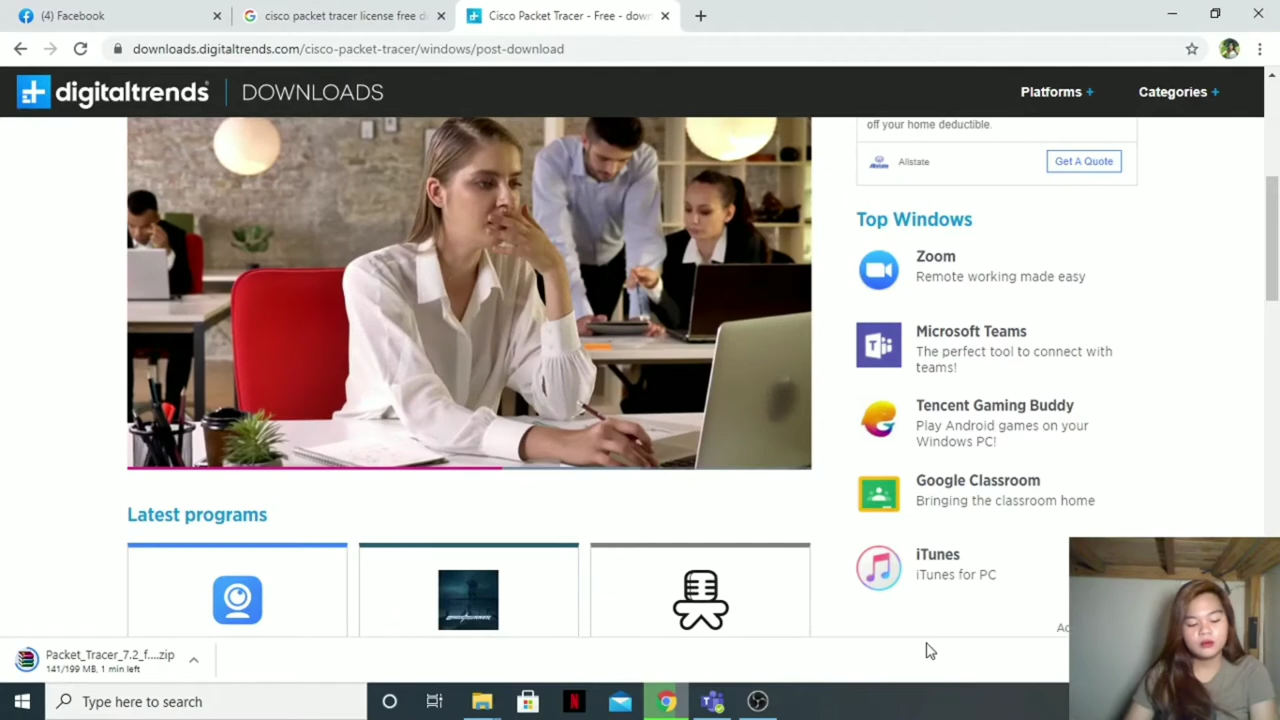 (4) Facebook
cisco packet tracer license free d
Cisco Packet Tracer - Free - down
downloads.digitaltrends.com/cisco-packet-tracer/windows/post-download
digitaltrends
DOWNLOADS
Platforms +
Categories +
off your home deductible.
Allstate
Allstate
Get A Quote
Top Windows
Zoom
Remote working made easy
Microsoft Teams
The perfect tool to connect with
teams!
Tencent Gaming Buddy
Play Android games on your
Windows PC!
Google Classroom
Bringing the classroom home
iTunes
iTunes for PC
Latest programs
Packet_Tracer_7.2_f....zip
141/199 MB, 1 min left
Type here to search